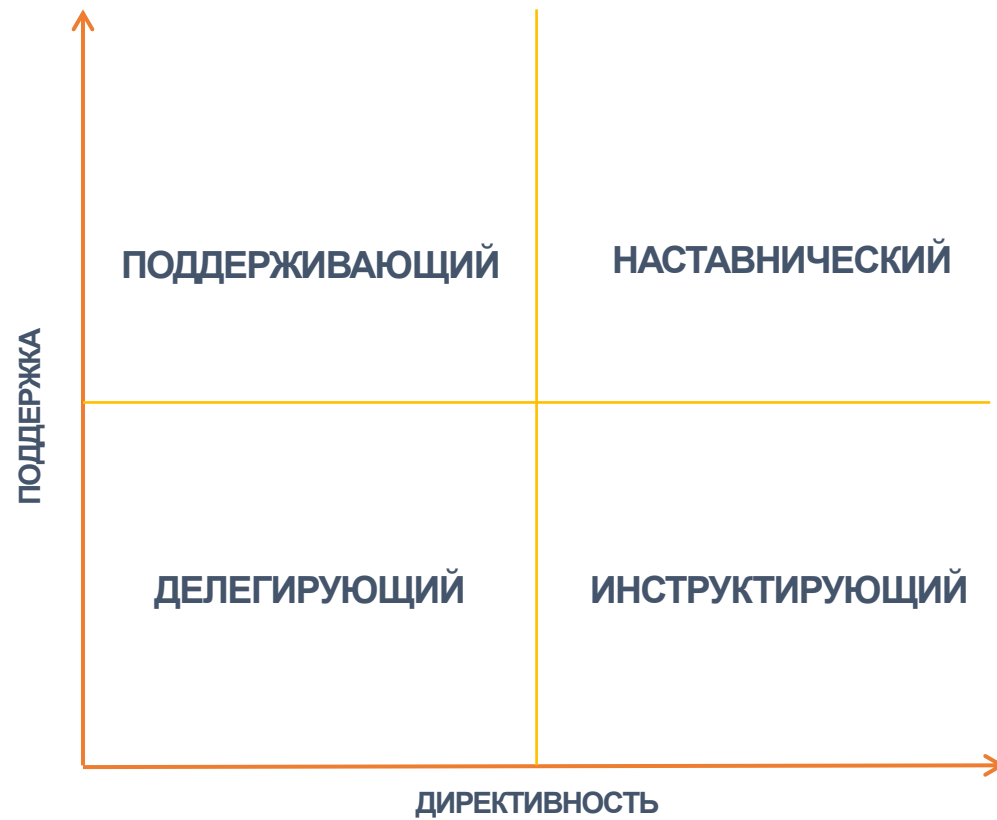 ПОДДЕРЖИВАЮЩИЙ
НАСТАВНИЧЕСКИЙ
ПОДДЕРЖКА
ДЕЛЕГИРУЮЩИЙ
ИНСТРУКТИРУЮЩИЙ
ДИРЕКТИВНОСТЬ